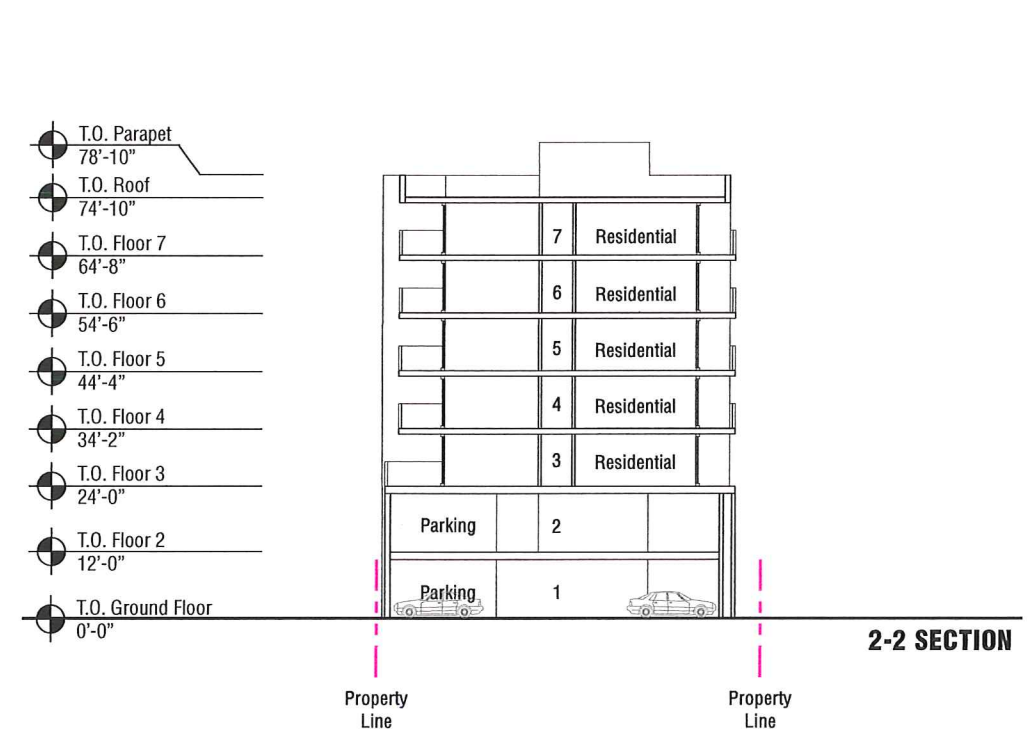 T.O. Parapet
78'-10"
T.O. Roof
74'-10"
T.O. Floor 7
64'-8"
T.O. Floor 6
54'-6"
T.O. Floor 5
44'-4"
T.O. Floor 4
34'-2"
T.O. Floor 3
24'-0"
T.O. Floor 2
12'-0"
T.O. Ground Floor
0'-0"
7 Residential
6 Residential
5 Residential
4 Residential
3 Residential
Parking 2
Parking 1
2-2 SECTION
Property
Line
Property
Line